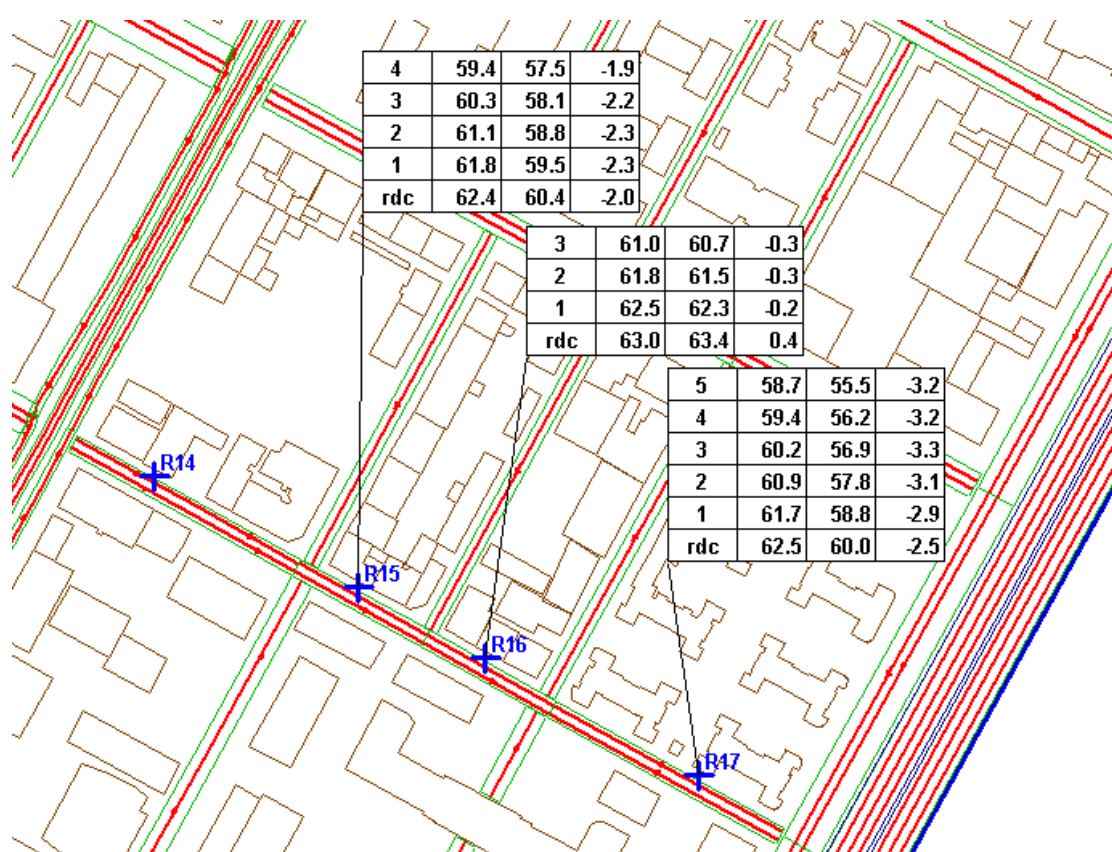 4 59.4 57.5 -1.9
3 60.3 58.1 -2.2
2 61.1 58.8 -2.3
1 61.8 59.5 -2.3
rdc 62.4 60.4 -2.0
3 61.0 60.7 -0.3
2 61.8 61.5 -0.3
1 62.5 62.3 -0.2
rdc 63.0 63.4 0.4
5 58.7 55.5 -3.2
4 59.4 56.2 -3.2
3 60.2 56.9 -3.3
2 60.9 57.8 -3.1
1 61.7 58.8 -2.9
rdc 62.5 60.0 -2.5
R14
R15
R16
R17